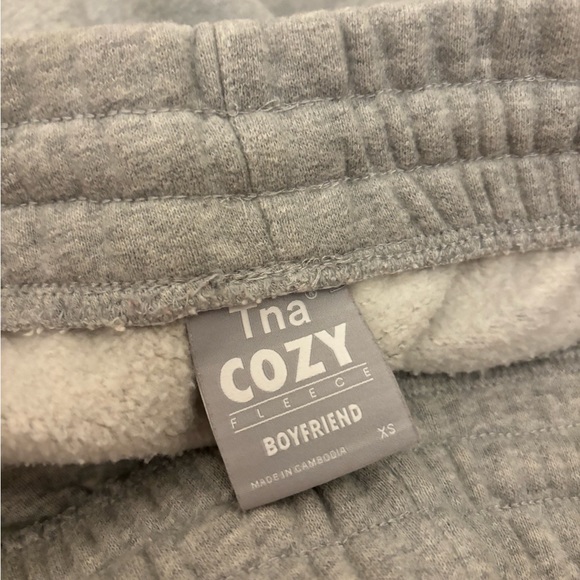 Tna®
COZY
FLEECE
BOYFRIEND
XS
MADE IN CAMBODIA